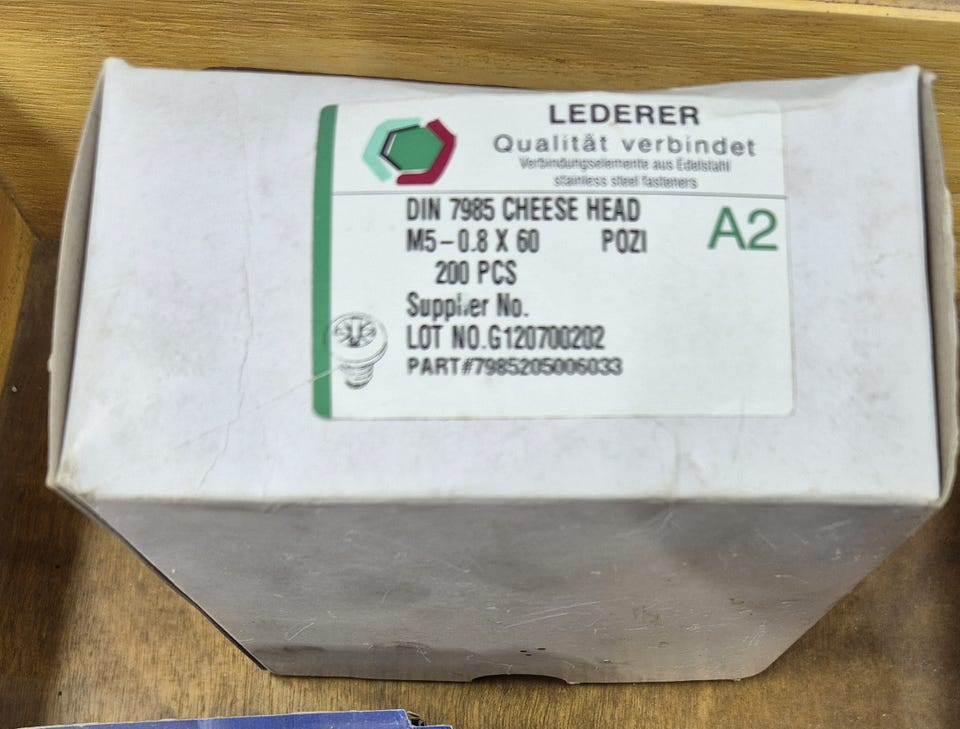 LEDERER
Qualität verbindet
Verbindungselemente aus Edelstahl
stainless steel fasteners
DIN 7985 CHEESE HEAD
A2
M5-0.8 X 60 POZI
200 PCS
Supplier No.
LOT NO.G120700202
PART#7985205006033